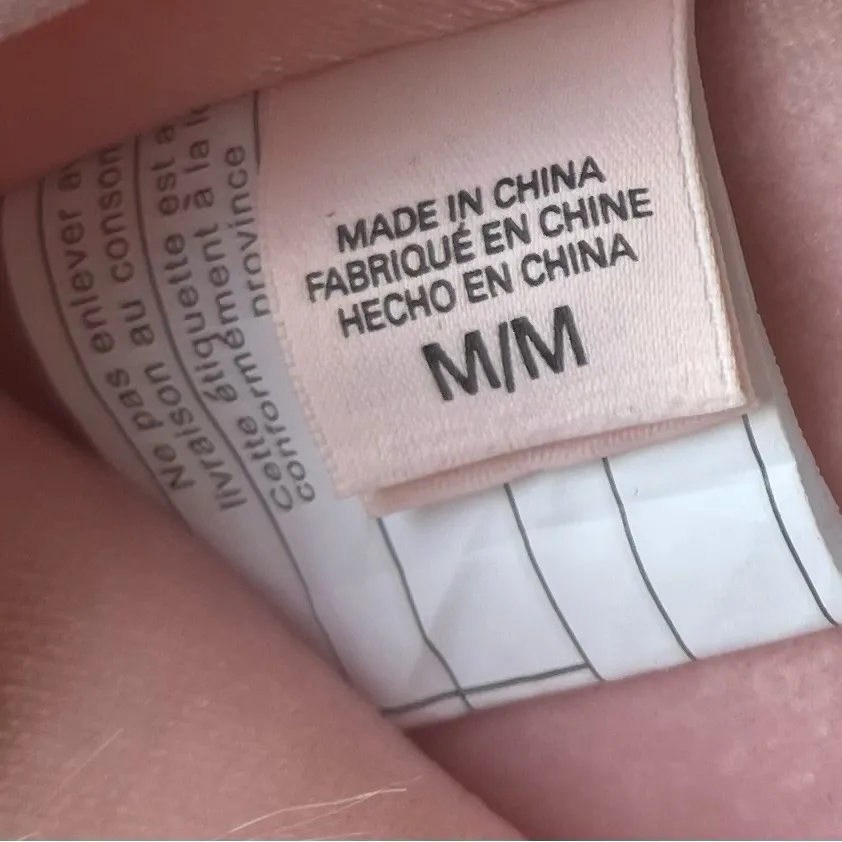 MADE IN CHINA
FABRIQUÉ EN CHINE
HECHO EN CHINA
M/M
Ne pas enlever
livraison au
Cette étiquette est
conformément à la
province